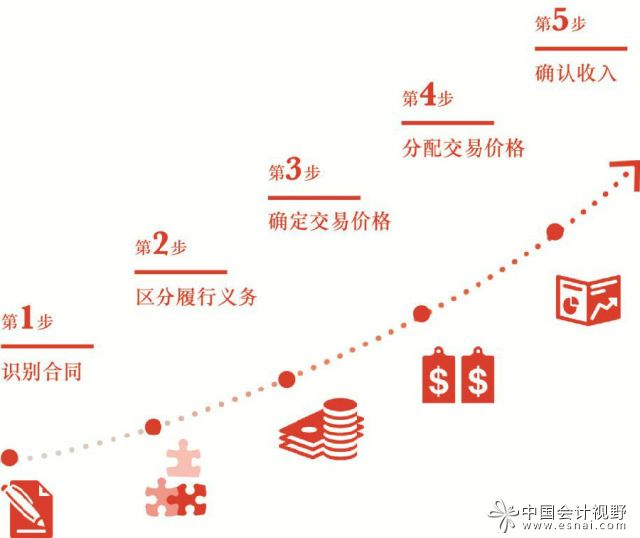 第1步
识别合同
第2步
区分履行义务
第3步
确定交易价格
第4步
分配交易价格
第5步
确认收入
$ $
中国会计视野
www.esnai.com